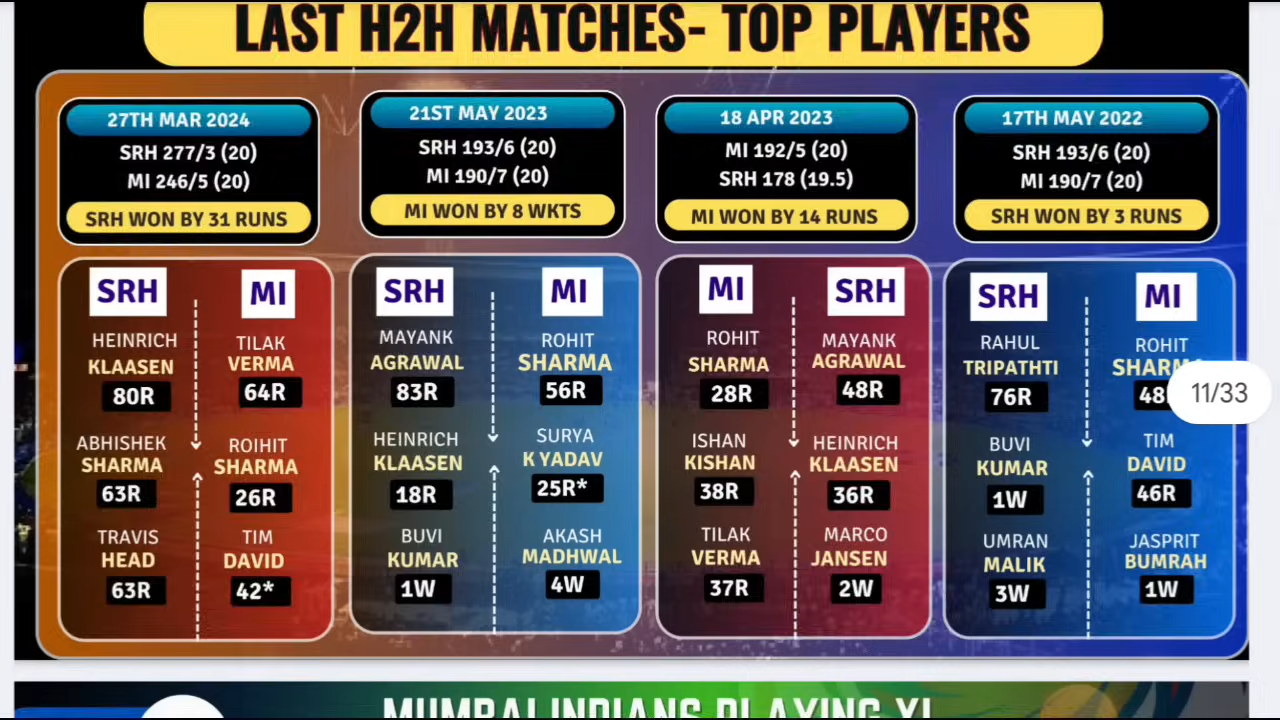 LAST H2H MATCHES- TOP PLAYERS
27TH MAR 2024
SRH 277/3 (20)
MI 246/5 (20)
SRH WON BY 31 RUNS
21ST MAY 2023
SRH 193/6 (20)
MI 190/7 (20)
MI WON BY 8 WKTS
18 APR 2023
MI 192/5 (20)
SRH 178 (19.5)
MI WON BY 14 RUNS
17TH MAY 2022
SRH 193/6 (20)
MI 190/7 (20)
SRH WON BY 3 RUNS
SRH
HEINRICH
KLAASEN
80R
ABHISHEK
SHARMA
63R
TRAVIS
HEAD
63R
MI
TILAK
VERMA
64R
ROIHIT
SHARMA
26R
TIM
DAVID
42*
SRH
MAYANK
AGRAWAL
83R
HEINRICH
KLAASEN
18R
BUVI
KUMAR
1W
MI
ROHIT
SHARMA
56R
SURYA
K YADAV
25R*
AKASH
MADHWAL
4W
MI
ROHIT
SHARMA
28R
ISHAN
KISHAN
38R
TILAK
VERMA
37R
SRH
MAYANK
AGRAWAL
48R
HEINRICH
KLAASEN
36R
MARCO
JANSEN
2W
SRH
RAHUL
TRIPATHTI
76R
BUVI
KUMAR
1W
UMRAN
MALIK
3W
MI
ROHIT
SHARMA
48
TIM
DAVID
46R
JASPRIT
BUMRAH
1W
11/33
MUMBAI INDIANS PLAYING XI